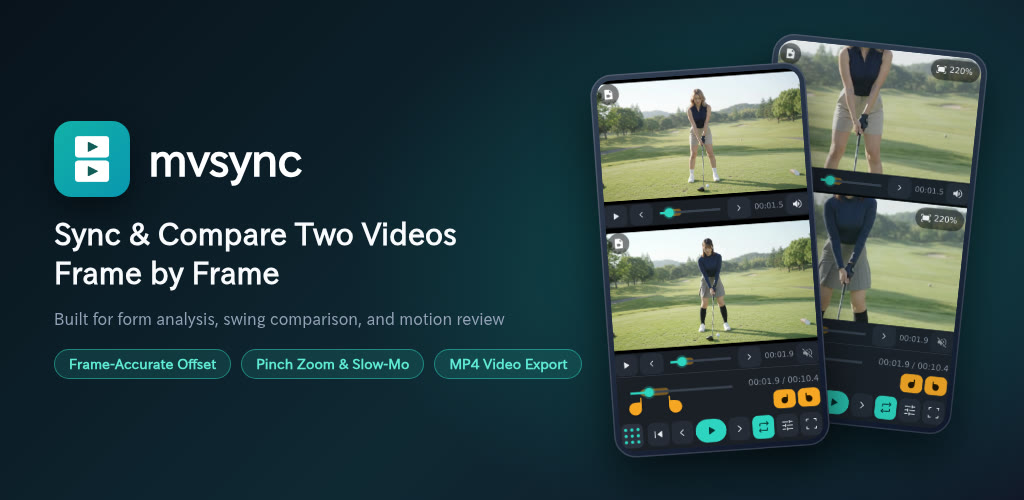 mvsync
Sync & Compare Two Videos
Frame by Frame
Built for form analysis, swing comparison, and motion review
Frame-Accurate Offset
Pinch Zoom & Slow-Mo
MP4 Video Export
00:01.5
00:01.9
00:01.9 / 00:10.4
220%
00:01.5
220%
00:01.9
00:01.9 / 00:10.4